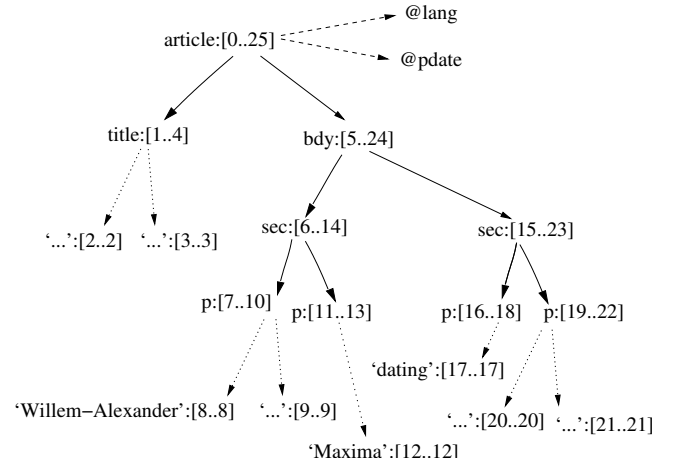 @lang
article:[0..25]
@pdate
title:[1..4]
bdy:[5..24]
‘...’:[2..2] ‘...’:[3..3]
sec:[6..14]
sec:[15..23]
p:[7..10] p:[11..13] p:[16..18] p:[19..22]
‘dating’:[17..17]
‘Willem−Alexander’:[8..8] ‘...’:[9..9] ‘...’:[20..20] ‘...’:[21..21]
‘Maxima’:[12..12]